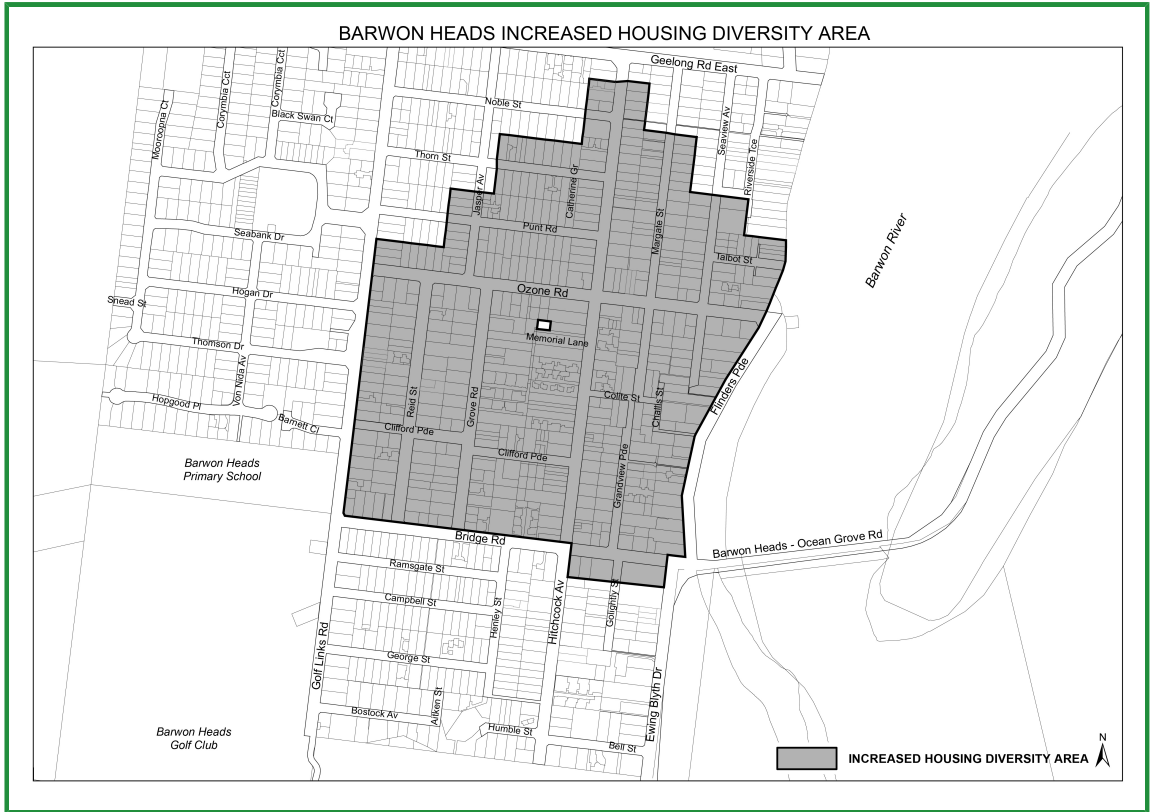 BARWON HEADS INCREASED HOUSING DIVERSITY AREA
Geelong Rd East
Corymbia Cct
Corymbia Cct
Noble St
Black Swan Ct
Mooroopna Ct
Seaview Av
Riverside Tce
Thorn St
Jasper Av
Catherine Gr
Margate St
Punt Rd
Seabank Dr
Talbot St
Barwon River
Hogan Dr
Ozone Rd
Snead St
Memorial Lane
Thomson Dr
Von Nida Av
Flinders Pde
Hopgood Pl
Barnett Cl
Reid St
Grove Rd
Colite St
Challis St
Clifford Pde
Clifford Pde
Grandview Pde
Barwon Heads
Primary School
Bridge Rd
Barwon Heads - Ocean Grove Rd
Ramsgate St
Campbell St
Henley St
Hitchcock Av
Golightly St
Golf Links Rd
George St
Ewing Blyth Dr
Aitken St
Bostock Av
Humble St
Bell St
Barwon Heads
Golf Club
INCREASED HOUSING DIVERSITY AREA
N